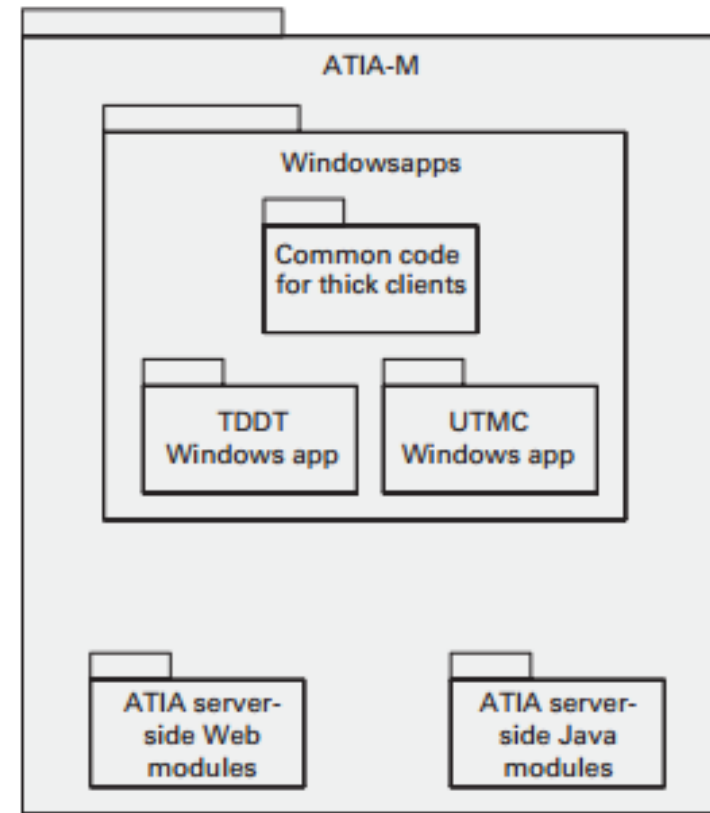 ATIA-M
Windowsapps
Common code
for thick clients
TDDT
Windows app
UTMC
Windows app
ATIA server-
side Web
modules
ATIA server-
side Java
modules